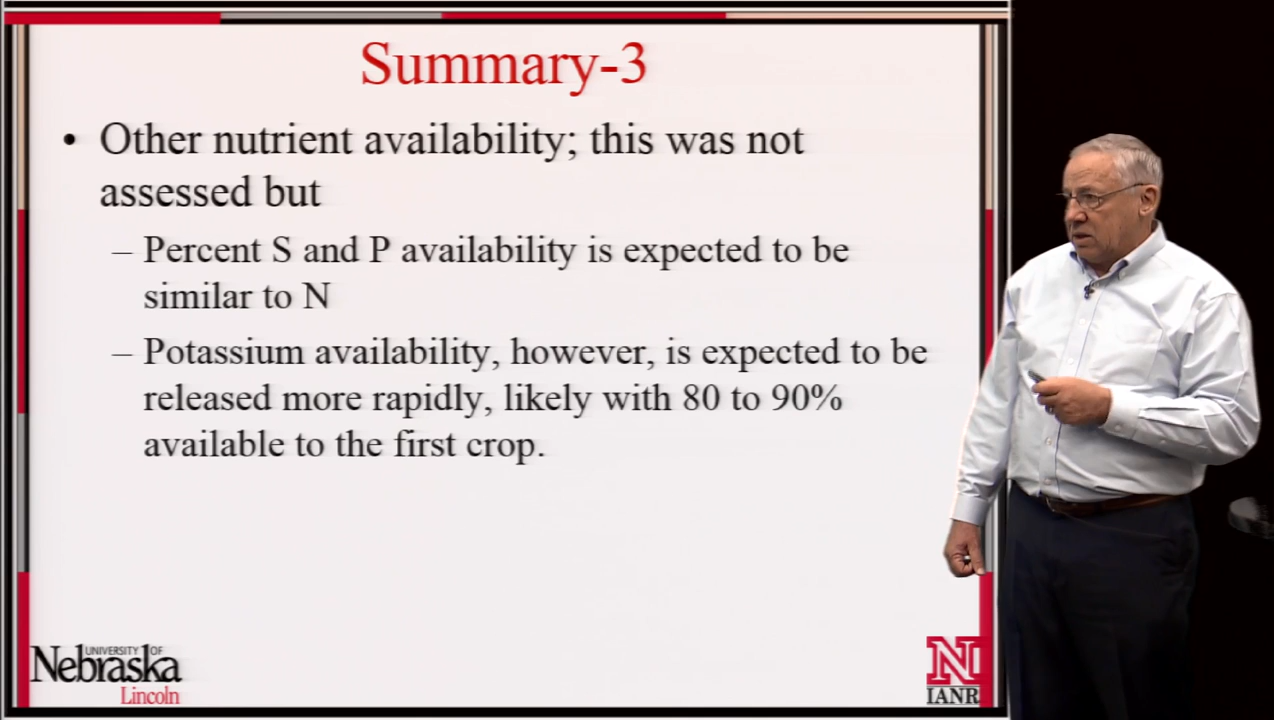 Summary-3
• Other nutrient availability; this was not
assessed but
– Percent S and P availability is expected to be
similar to N
– Potassium availability, however, is expected to be
released more rapidly, likely with 80 to 90%
available to the first crop.
UNIVERSITY OF
Nebraska
Lincoln
N
IANR